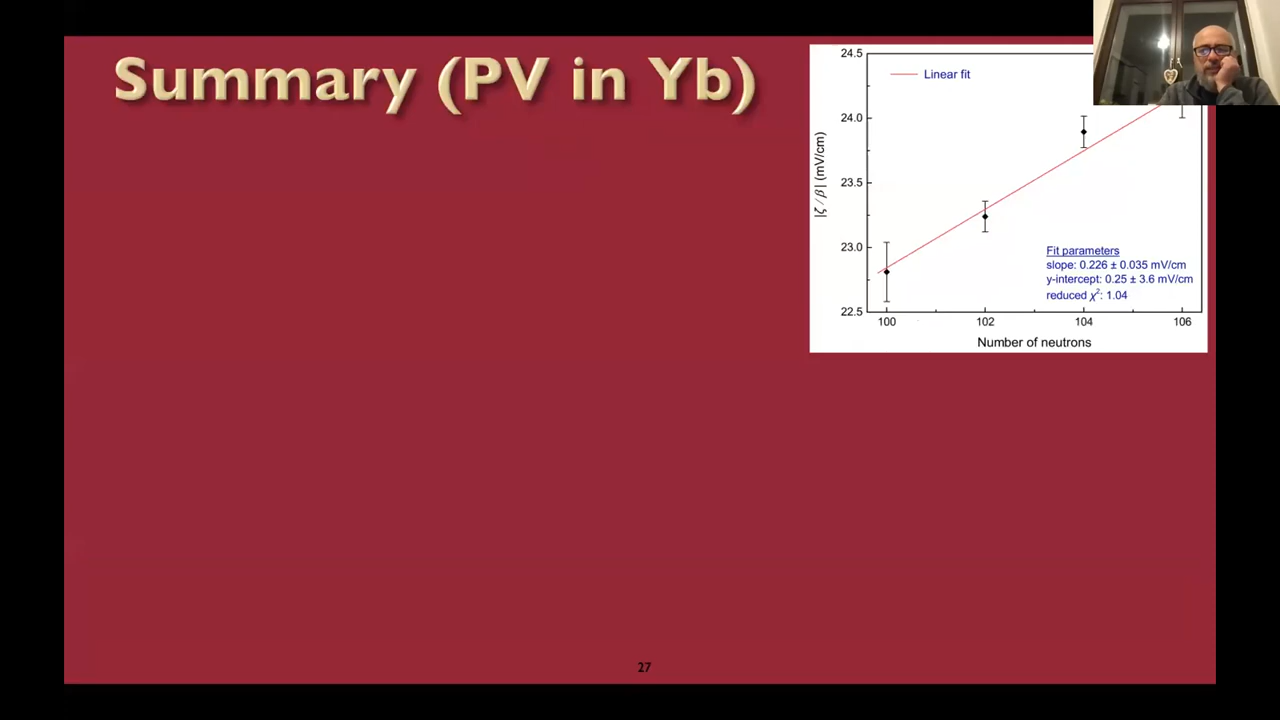 Summary (PV in Yb)
24.5
24.0
23.5
23.0
22.5
|ζ / β| (mV/cm)
Linear fit
Fit parameters
slope: 0.226 ± 0.035 mV/cm
y-intercept: 0.25 ± 3.6 mV/cm
reduced χ²: 1.04
100 102 104 106
Number of neutrons
27